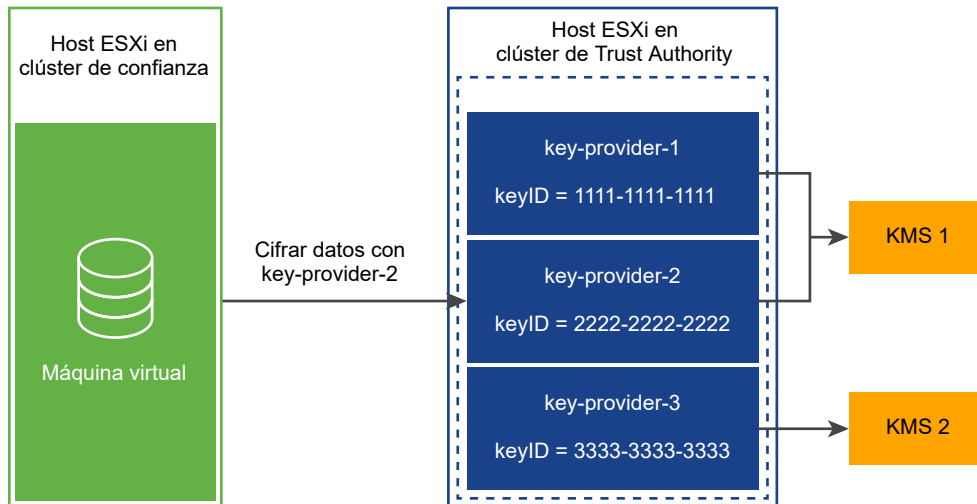 Host ESXi en
clúster de confianza
Máquina virtual
Cifrar datos con
key-provider-2
Host ESXi en
clúster de Trust Authority
key-provider-1
keyID = 1111-1111-1111
key-provider-2
keyID = 2222-2222-2222
key-provider-3
keyID = 3333-3333-3333
KMS 1
KMS 2